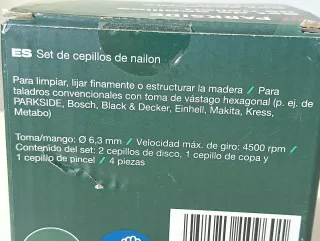 PARKSIDE
ES Set de cepillos de nailon
Para limpiar, lijar finamente o estructurar la madera / Para
taladros convencionales con toma de vástago hexagonal (p. ej. de
PARKSIDE, Bosch, Black & Decker, Einhell, Makita, Kress,
Metabo)
Toma/mango: Ø 6,3 mm / Velocidad máx. de giro: 4500 rpm /
Contenido del set: 2 cepillos de disco, 1 cepillo de copa y
1 cepillo de pincel / 4 piezas